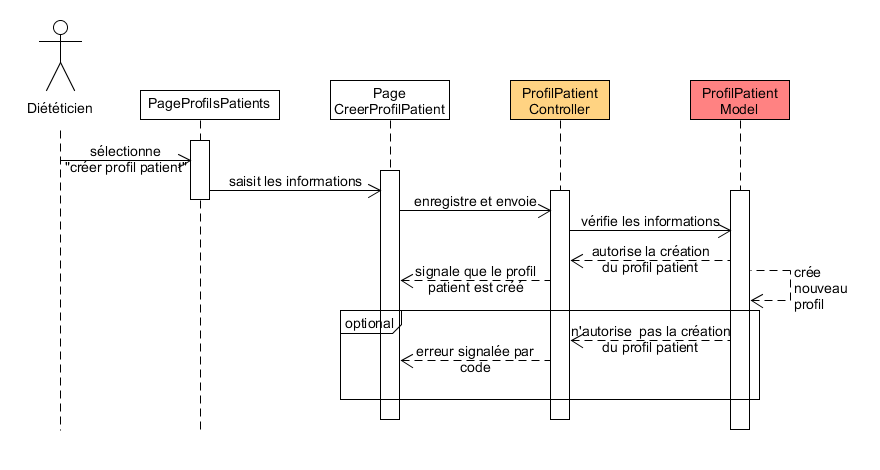 Diététicien
PageProfilsPatients
Page
CreerProfilPatient
ProfilPatient
Controller
ProfilPatient
Model
sélectionne
"créer profil patient"
saisit les informations
enregistre et envoie
vérifie les informations
autorise la création
du profil patient
signale que le profil
patient est créé
crée
nouveau
profil
optional
n'autorise pas la création
du profil patient
erreur signalée par
code